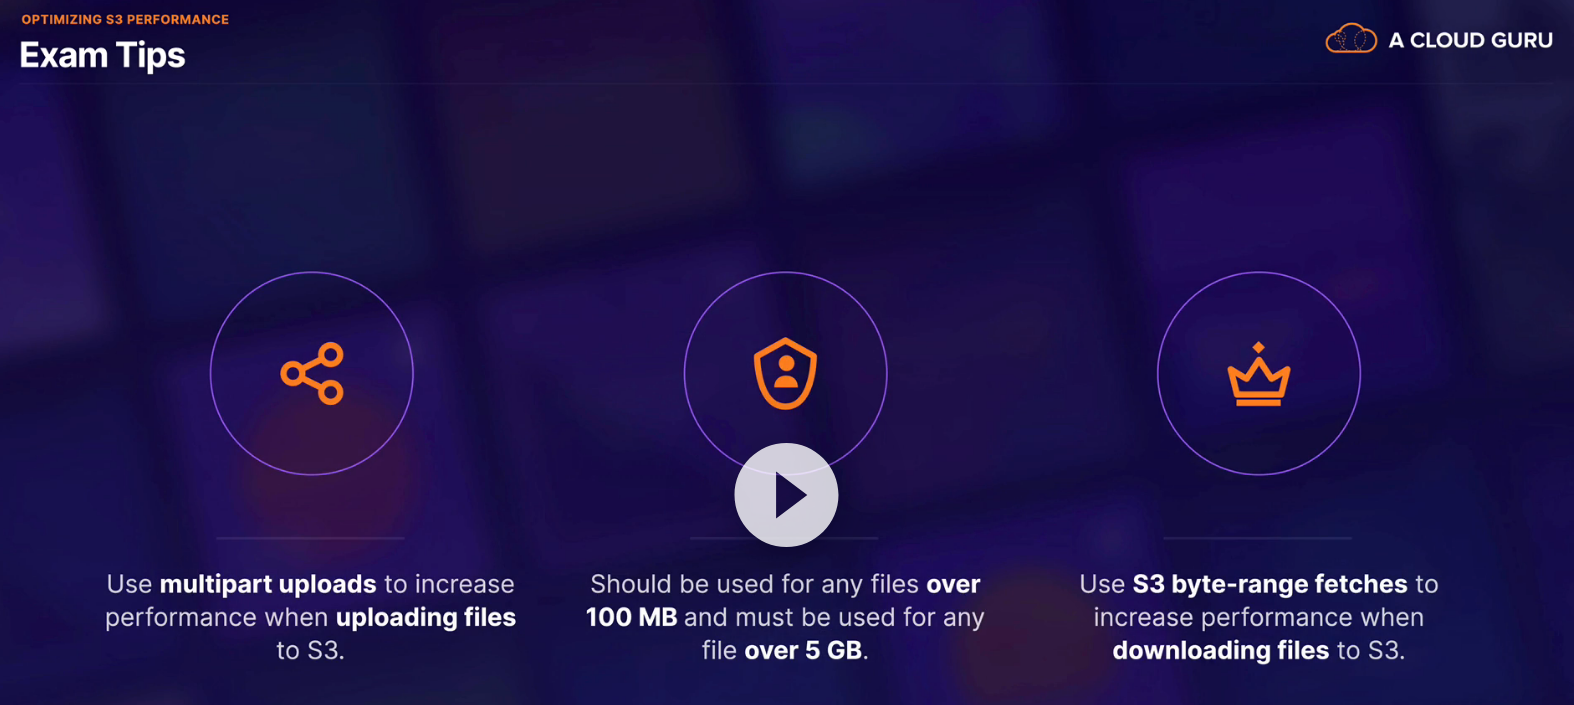 OPTIMIZING S3 PERFORMANCE
Exam Tips
A CLOUD GURU
Use multipart uploads to increase
performance when uploading files
to S3.
Should be used for any files over
100 MB and must be used for any
file over 5 GB.
Use S3 byte-range fetches to
increase performance when
downloading files to S3.